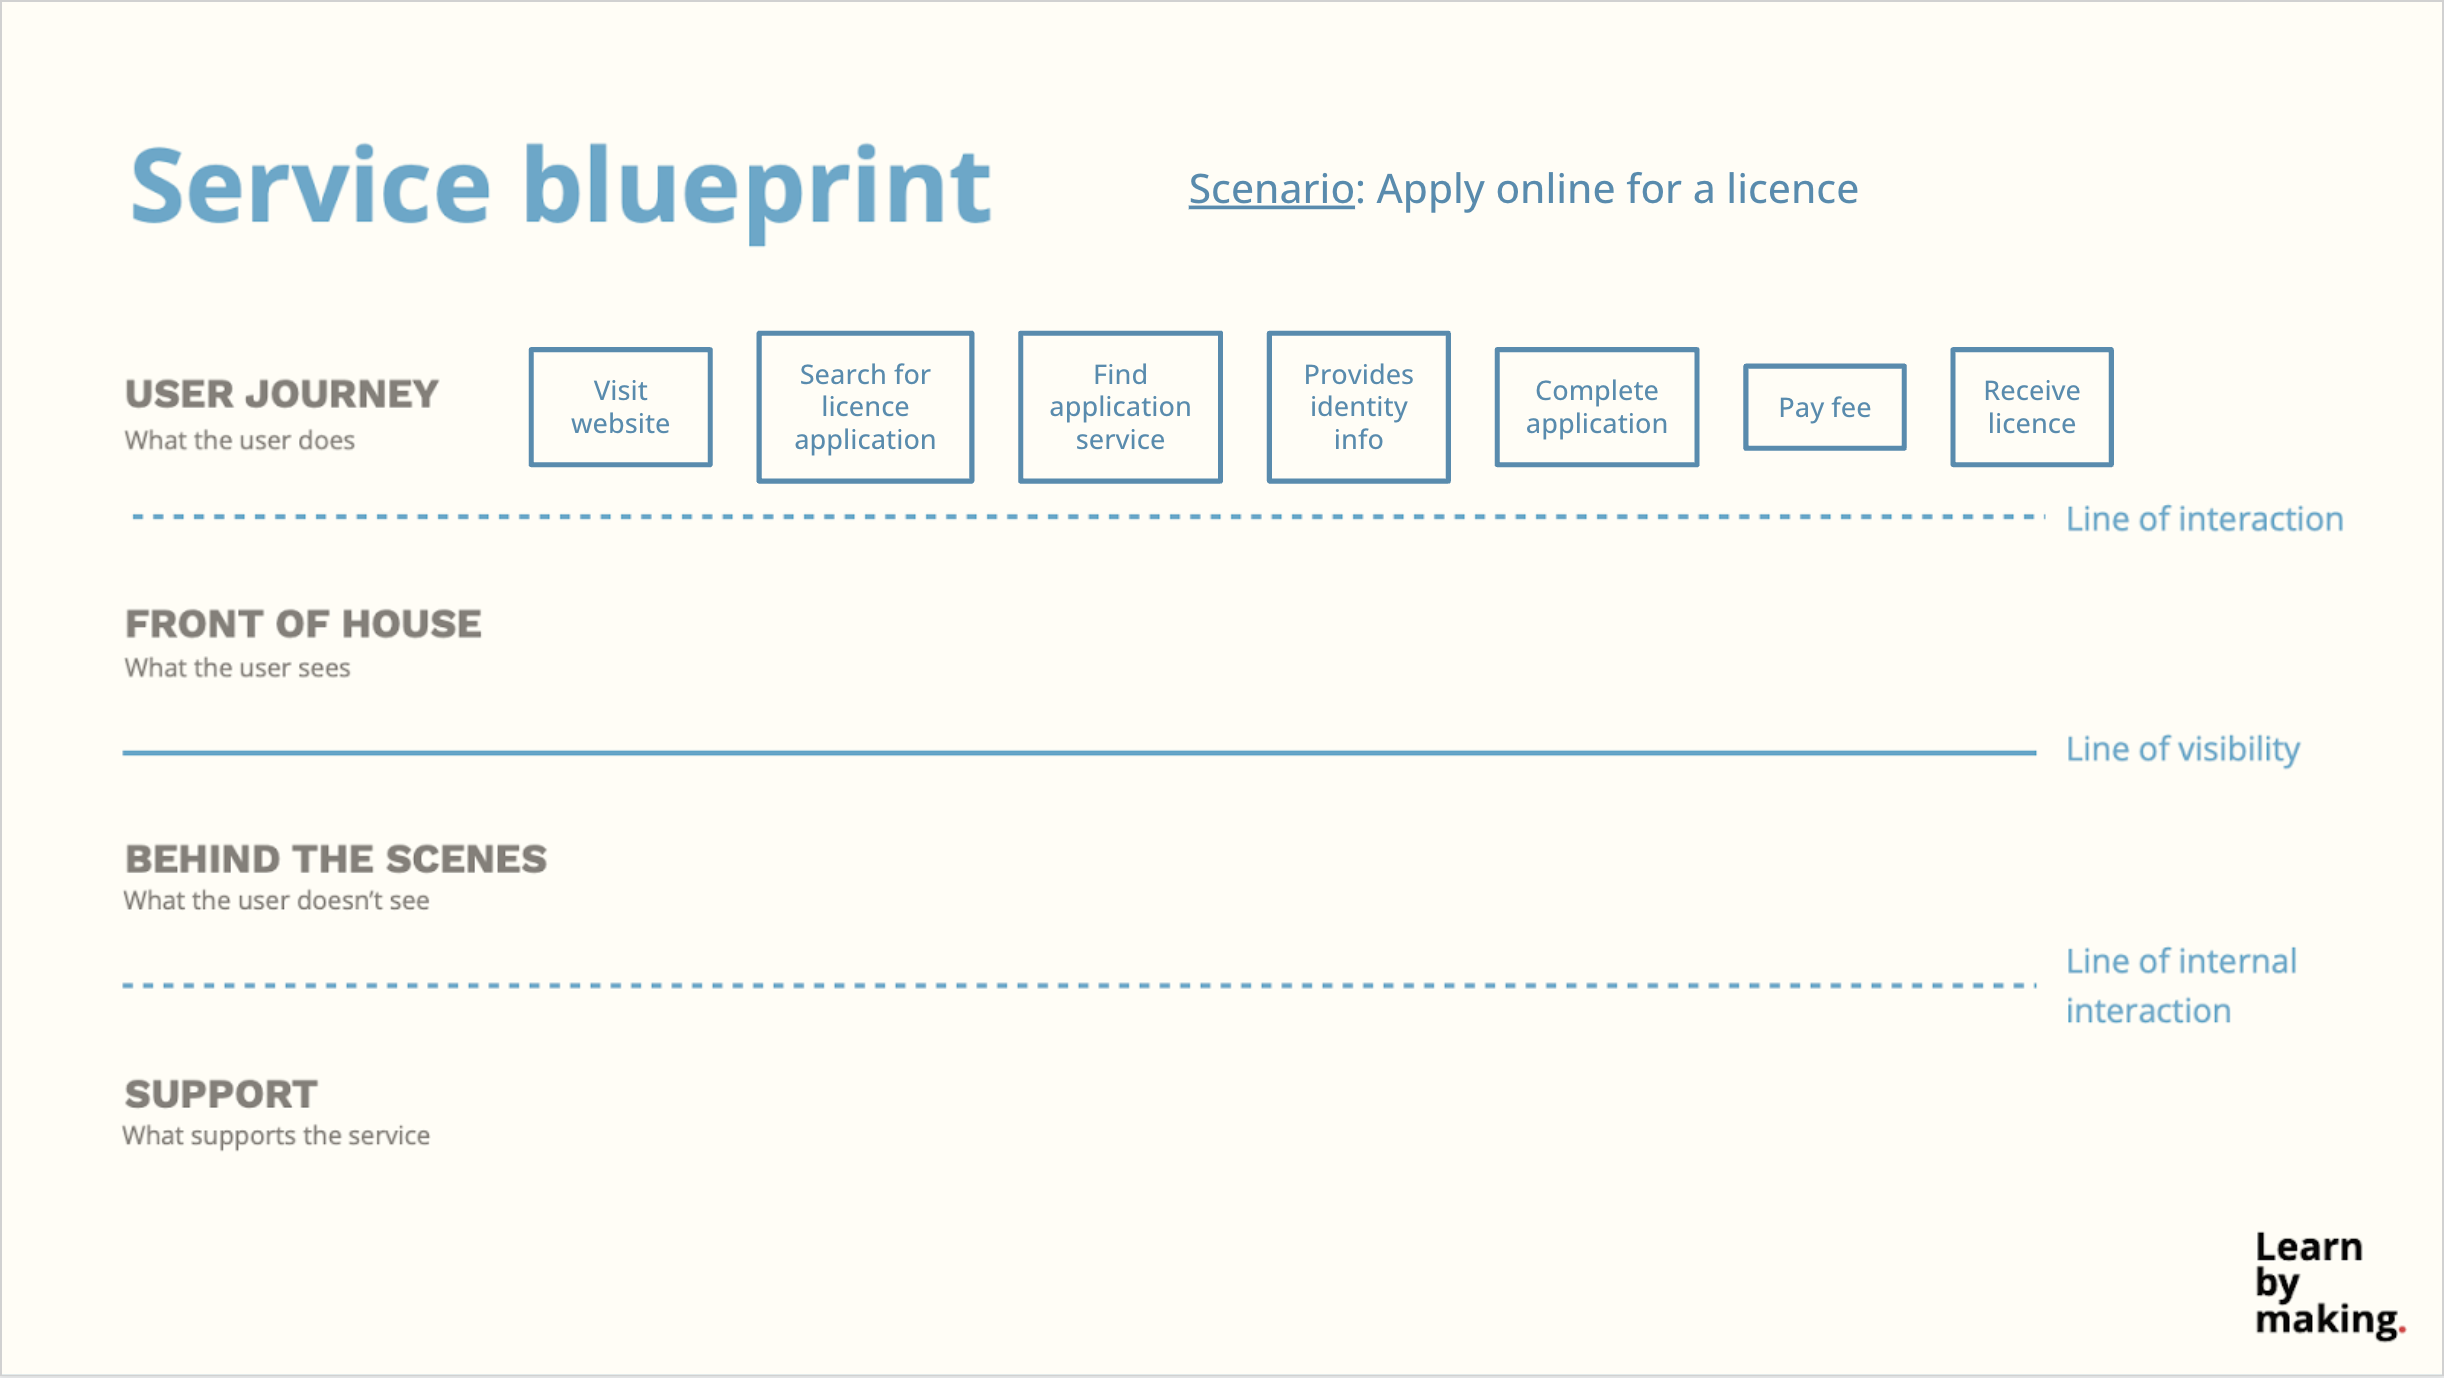 Service blueprint
Scenario: Apply online for a licence
USER JOURNEY
What the user does
Visit
website
Search for
licence
application
Find
application
service
Provides
identity
info
Complete
application
Pay fee
Receive
licence
Line of interaction
FRONT OF HOUSE
What the user sees
Line of visibility
BEHIND THE SCENES
What the user doesn’t see
Line of internal
interaction
SUPPORT
What supports the service
Learn
by
making.